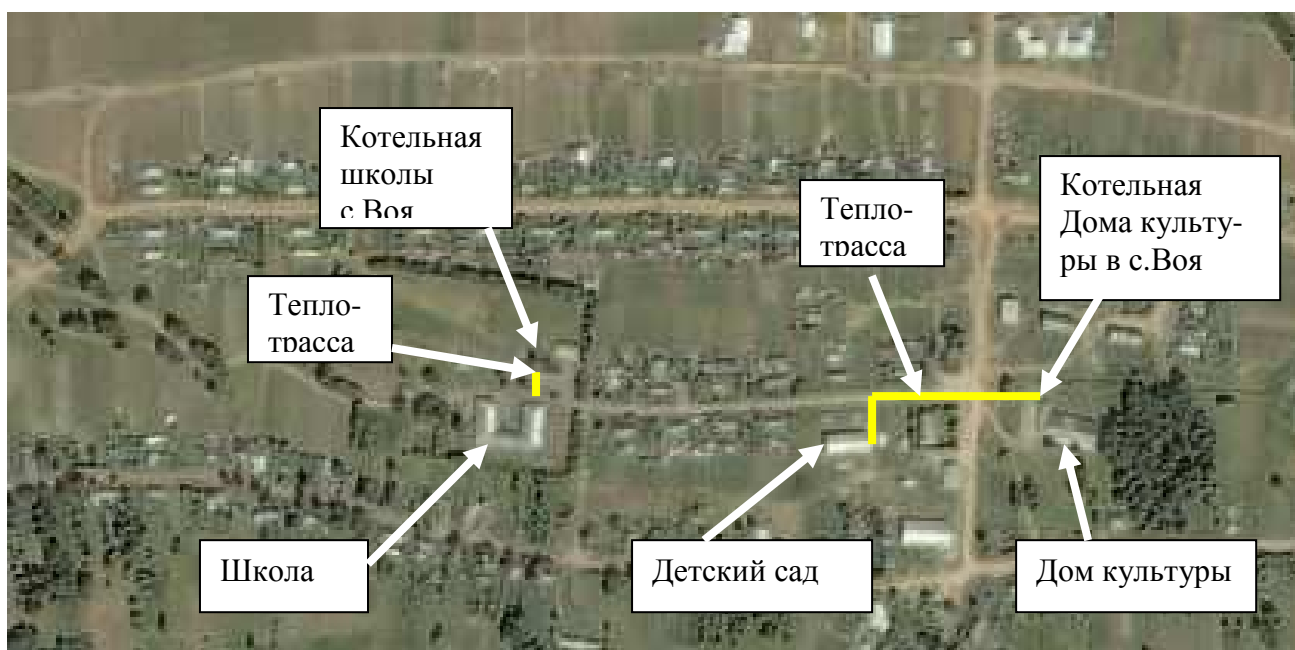 Котельная
школы
с.Воя
Тепло-
трасса
Тепло-
трасса
Котельная
Дома культу-
ры в с.Воя
Школа
Детский сад
Дом культуры